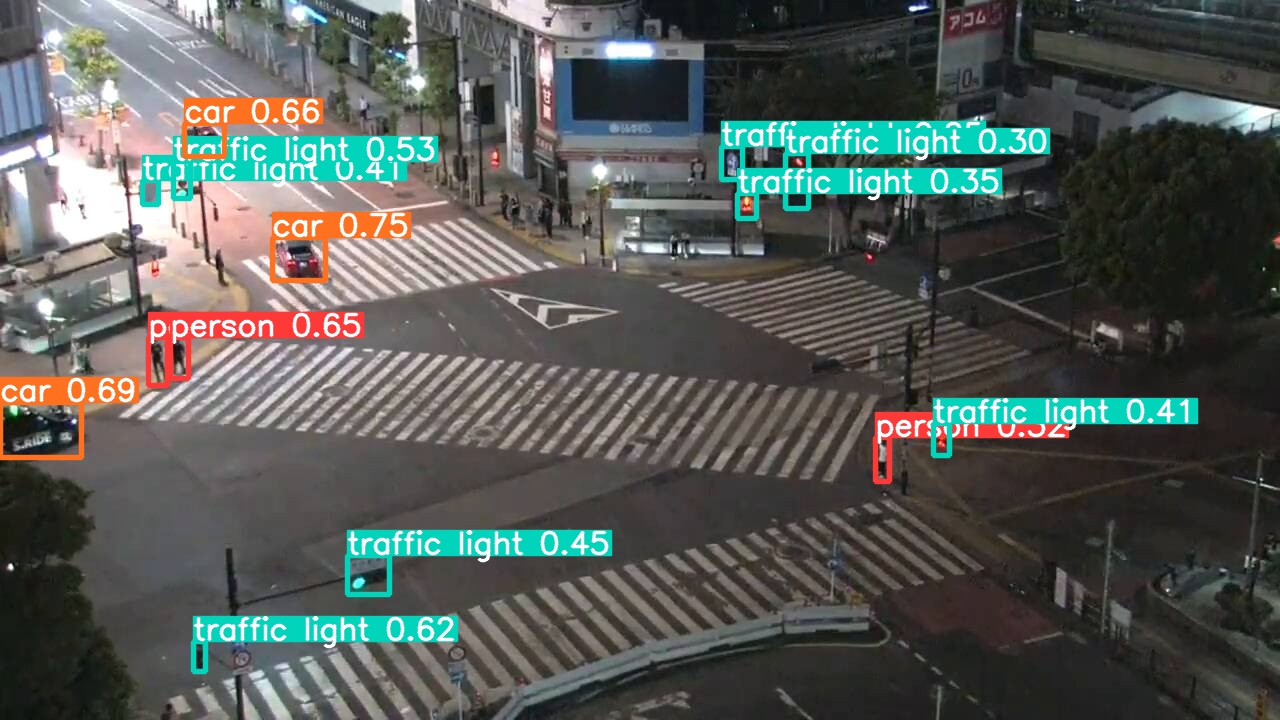 AMERICAN EAGLE
アコム
car 0.66
traffic light 0.53
traffic light 0.41
traffic light 0.30
traffic light 0.35
car 0.75
person 0.65
car 0.69
S.RIDE
traffic light 0.41
person 0.32
traffic light 0.45
traffic light 0.62